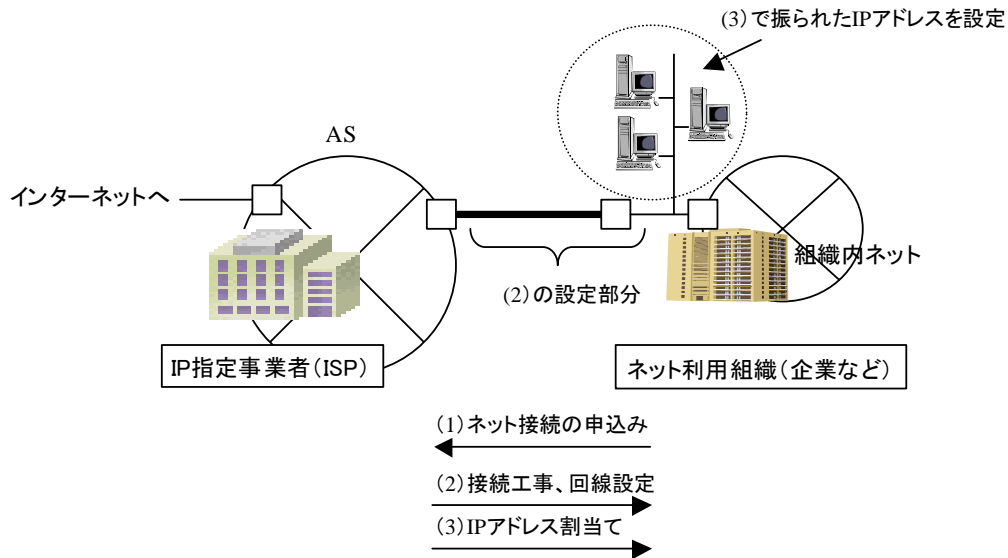 (3)で振られたIPアドレスを設定
AS
インターネットへ
組織内ネット
(2)の設定部分
IP指定事業者(ISP)
ネット利用組織(企業など)
(1)ネット接続の申込み
(2)接続工事、回線設定
(3)IPアドレス割当て